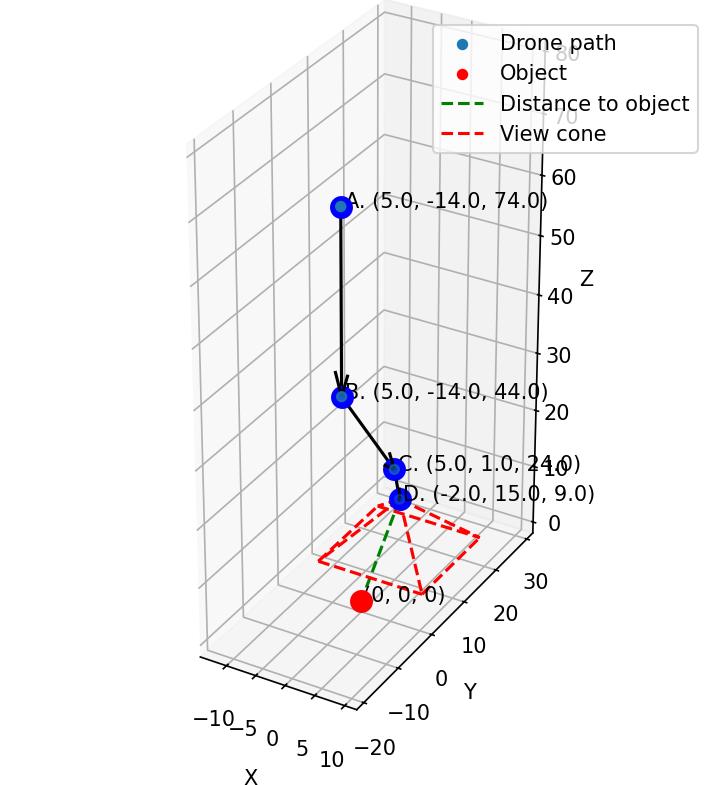 Drone path
Object
Distance to object
View cone
80
70
60
50
40
30
20
10
0
Z
A. (5.0, -14.0, 74.0)
B. (5.0, -14.0, 44.0)
C. (5.0, 1.0, 24.0)
D. (-2.0, 15.0, 9.0)
0, 0, 0)
30
20
10
0
−10
−20
Y
−10
−5
0
5
10
X